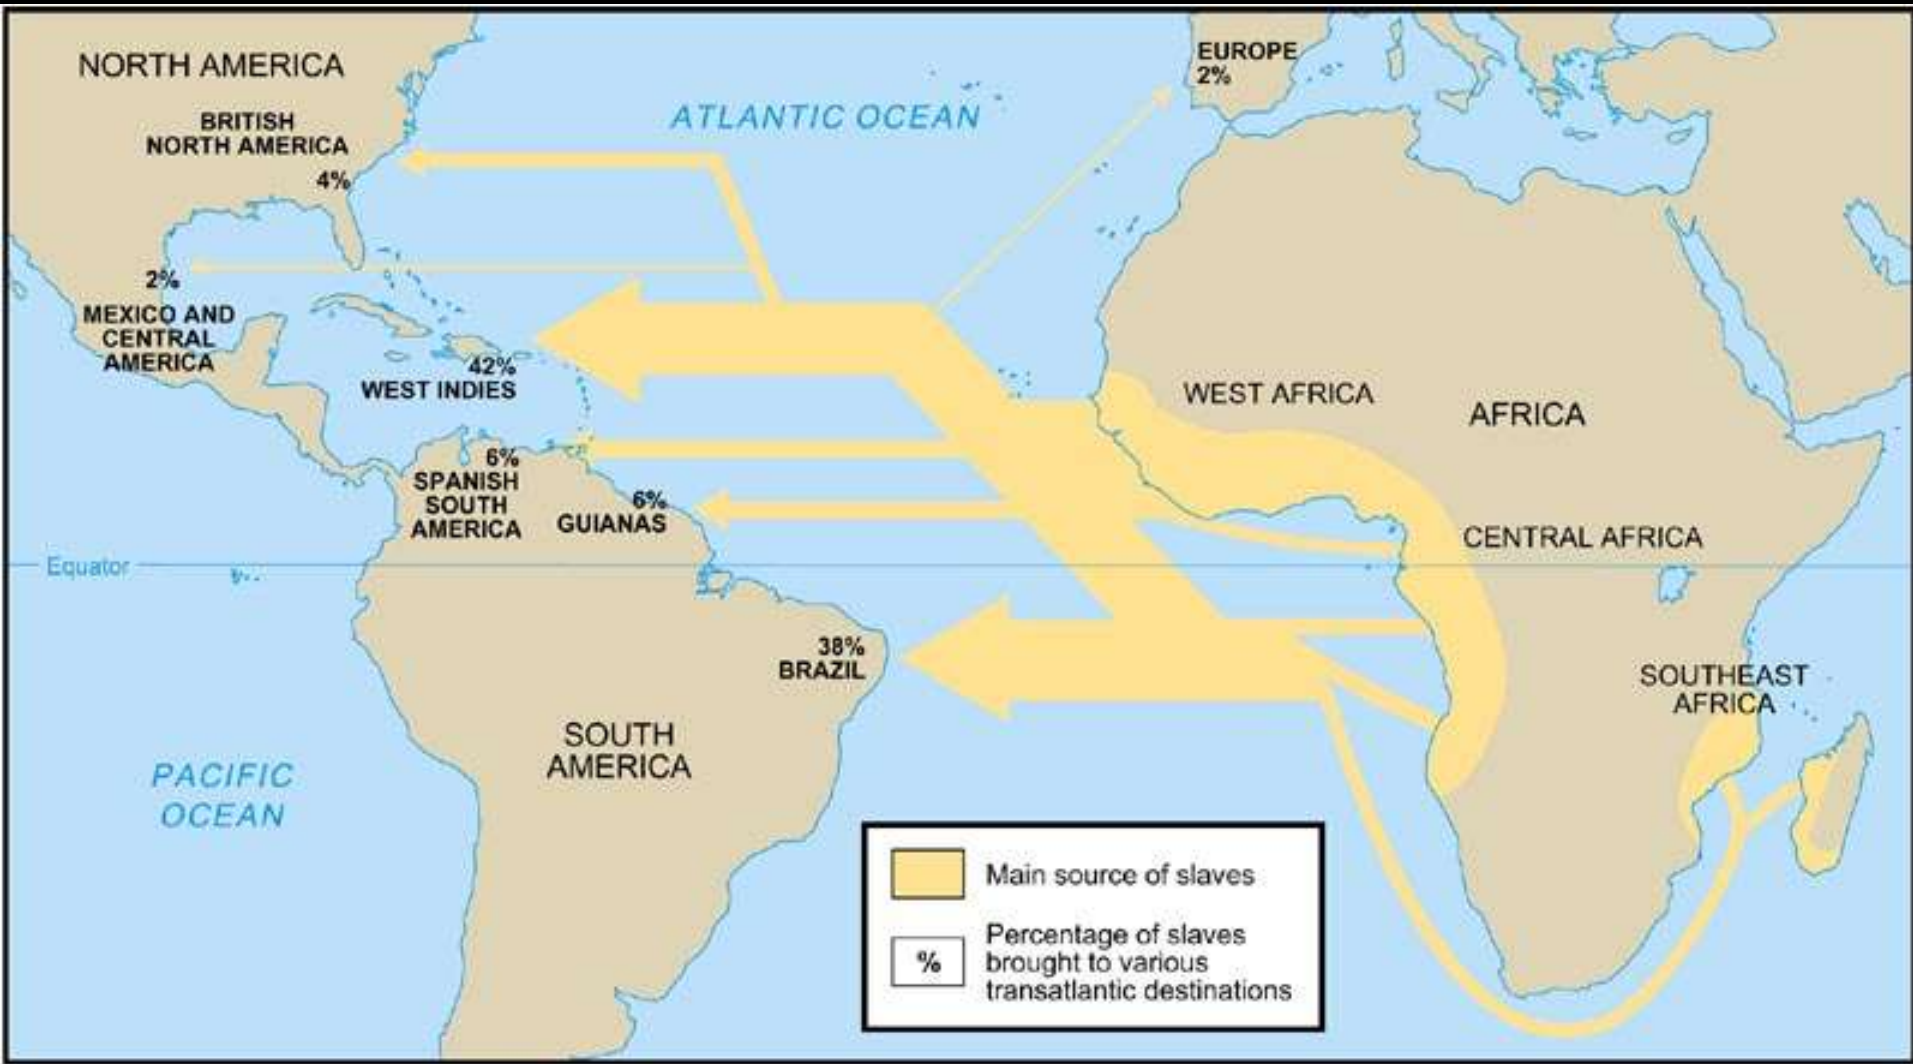 NORTH AMERICA
BRITISH
NORTH AMERICA
4%
ATLANTIC OCEAN
EUROPE
2%
2%
MEXICO AND
CENTRAL
AMERICA
42%
WEST INDIES
WEST AFRICA
AFRICA
6%
SPANISH
SOUTH
AMERICA
6%
GUIANAS
CENTRAL AFRICA
Equator
38%
BRAZIL
SOUTHEAST
AFRICA
SOUTH
AMERICA
PACIFIC
OCEAN
Main source of slaves
%
Percentage of slaves
brought to various
transatlantic destinations